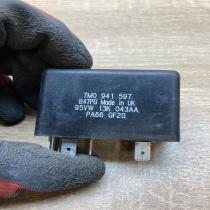 7M0 941 597
B47PG Made in UK
95VW 13K 043AA
PA66 GF20